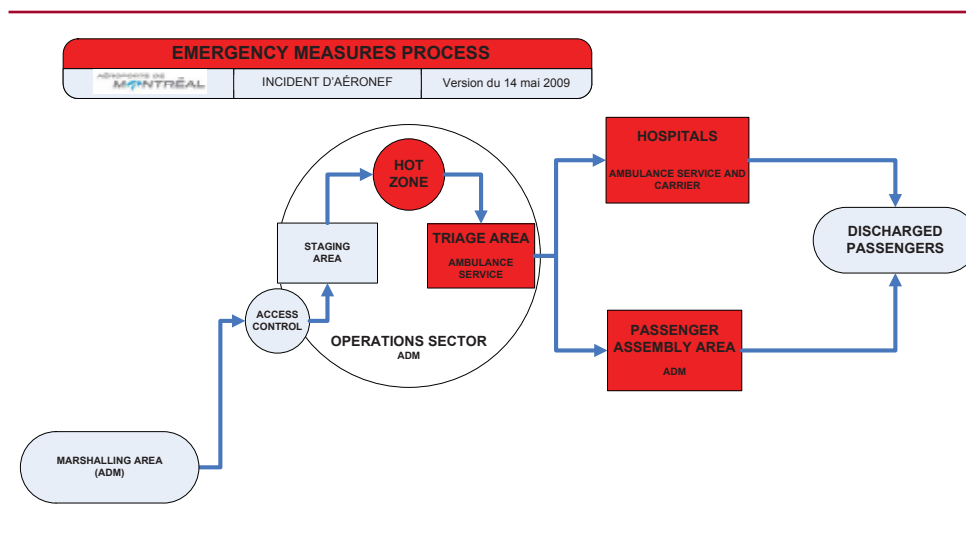 EMERGENCY MEASURES PROCESS
AÉROPORTS DE
MONTRÉAL
INCIDENT D'AÉRONEF
Version du 14 mai 2009
HOT
ZONE
STAGING
AREA
TRIAGE AREA
AMBULANCE
SERVICE
ACCESS
CONTROL
OPERATIONS SECTOR
ADM
MARSHALLING AREA
(ADM)
HOSPITALS
AMBULANCE SERVICE AND
CARRIER
PASSENGER
ASSEMBLY AREA
ADM
DISCHARGED
PASSENGERS